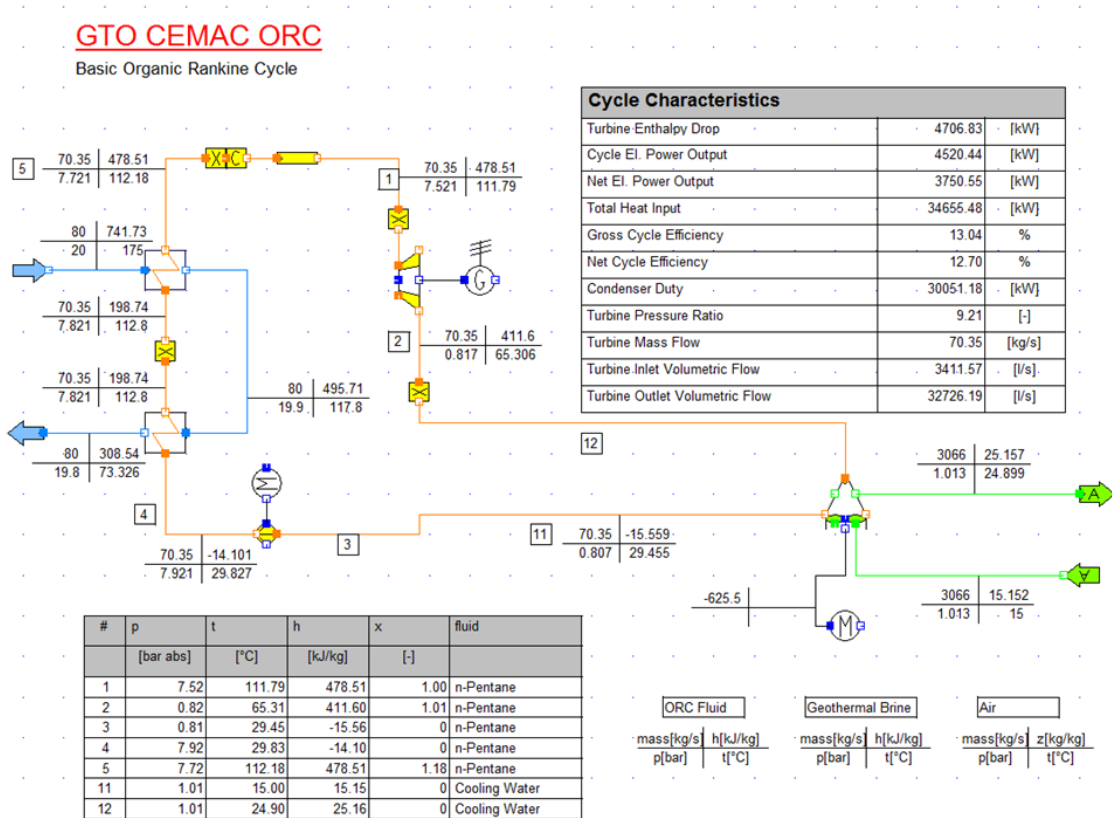 GTO CEMAC ORC
Basic Organic Rankine Cycle
Cycle Characteristics
Turbine Enthalpy Drop 4706.83 [kW]
Cycle El. Power Output 4520.44 [kW]
Net El. Power Output 3750.55 [kW]
Total Heat Input 34655.48 [kW]
Gross Cycle Efficiency 13.04 %
Net Cycle Efficiency 12.70 %
Condenser Duty 30051.18 [kW]
Turbine Pressure Ratio 9.21 [-]
Turbine Mass Flow 70.35 [kg/s]
Turbine Inlet Volumetric Flow 3411.57 [l/s]
Turbine Outlet Volumetric Flow 32726.19 [l/s]
5
70.35 478.51
7.721 112.18
X C
1
70.35 478.51
7.521 111.79
X
80 741.73
20 175
G
70.35 198.74
7.821 112.8
X
2
70.35 411.6
0.817 65.306
70.35 198.74
7.821 112.8
80 495.71
19.9 117.8
X
12
80 308.54
19.8 73.326
M
3066 25.157
1.013 24.899
A
4
3
11
70.35 -15.559
0.807 29.455
70.35 -14.101
7.921 29.827
A
-625.5
3066 15.152
1.013 15
M
# p t h x fluid
[bar abs] [°C] [kJ/kg] [-]
1 7.52 111.79 478.51 1.00 n-Pentane
2 0.82 65.31 411.60 1.01 n-Pentane
3 0.81 29.45 -15.56 0 n-Pentane
4 7.92 29.83 -14.10 0 n-Pentane
5 7.72 112.18 478.51 1.18 n-Pentane
11 1.01 15.00 15.15 0 Cooling Water
12 1.01 24.90 25.16 0 Cooling Water
ORC Fluid
mass[kg/s] h[kJ/kg]
p[bar] t[°C]
Geothermal Brine
mass[kg/s] h[kJ/kg]
p[bar] t[°C]
Air
mass[kg/s] z[kg/kg]
p[bar] t[°C]